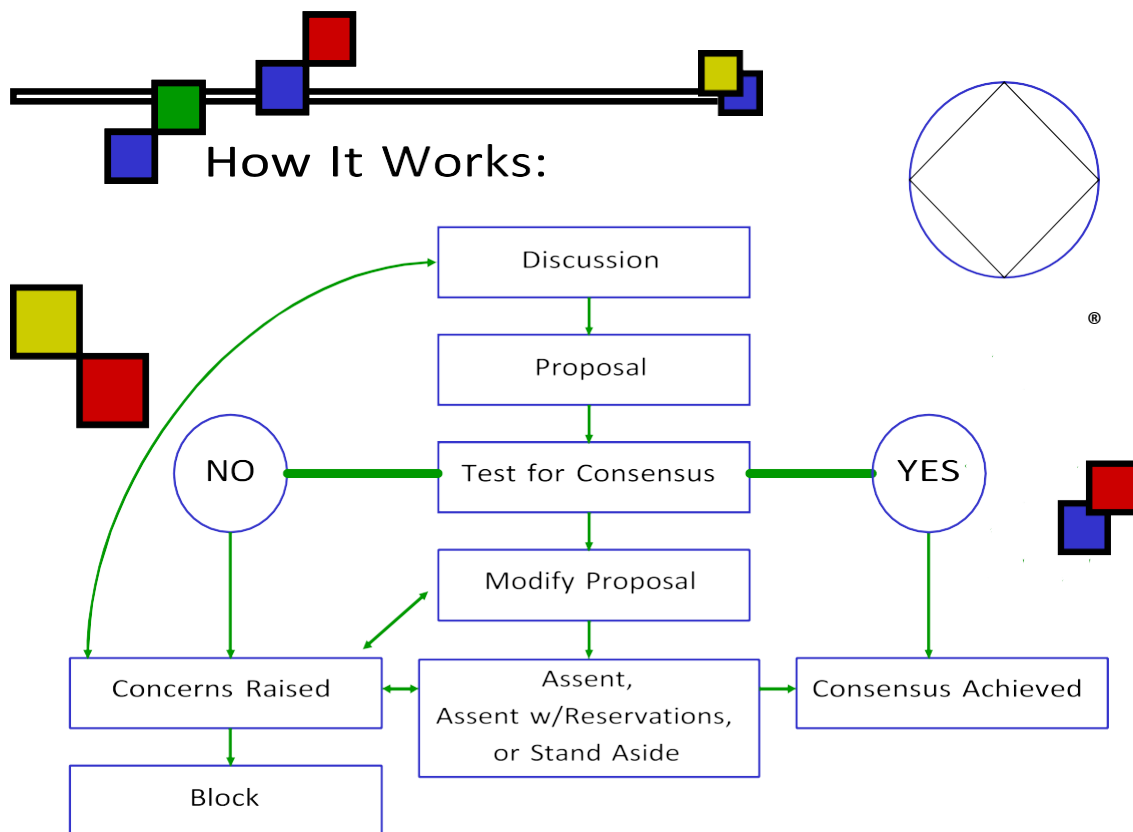 How It Works:
Discussion
®
Proposal
NO
Test for Consensus
YES
Modify Proposal
Concerns Raised
Assent,
Assent w/Reservations,
or Stand Aside
Consensus Achieved
Block